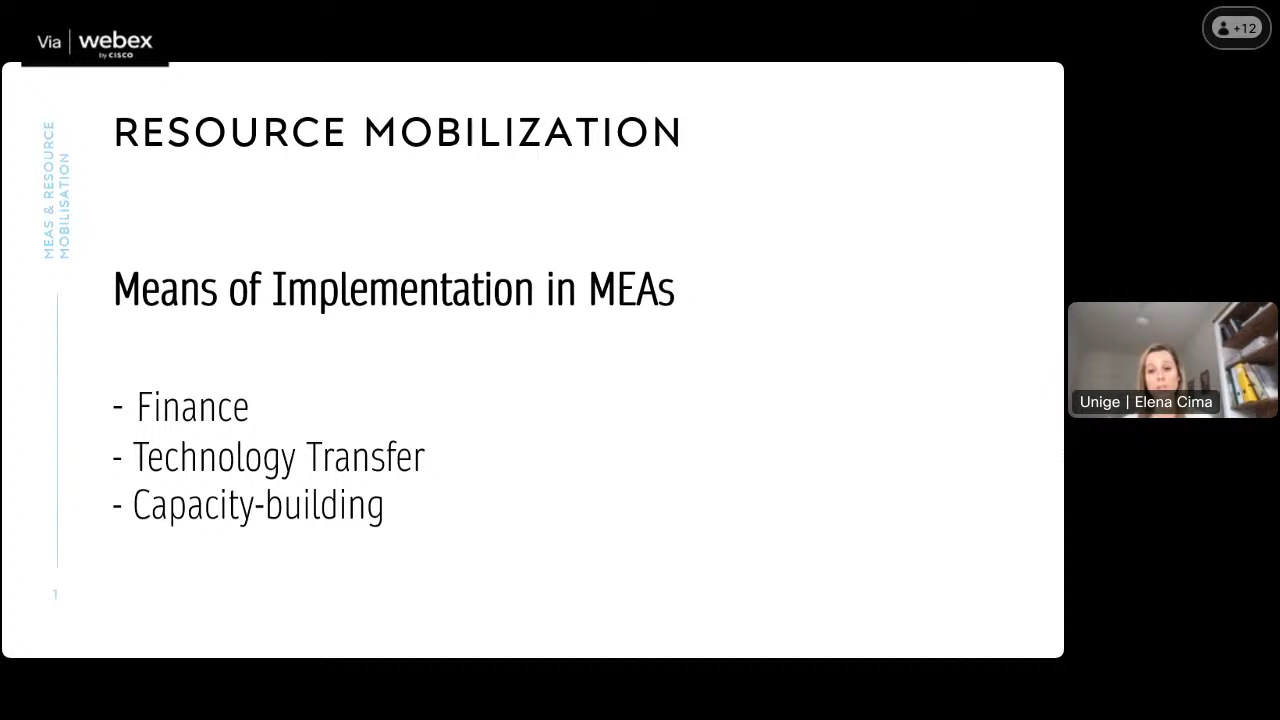 Via | webex
by CISCO
+12
MEAS & RESOURCE
MOBILISATION
RESOURCE MOBILIZATION
Means of Implementation in MEAs
- Finance
- Technology Transfer
- Capacity-building
1
Unige | Elena Cima